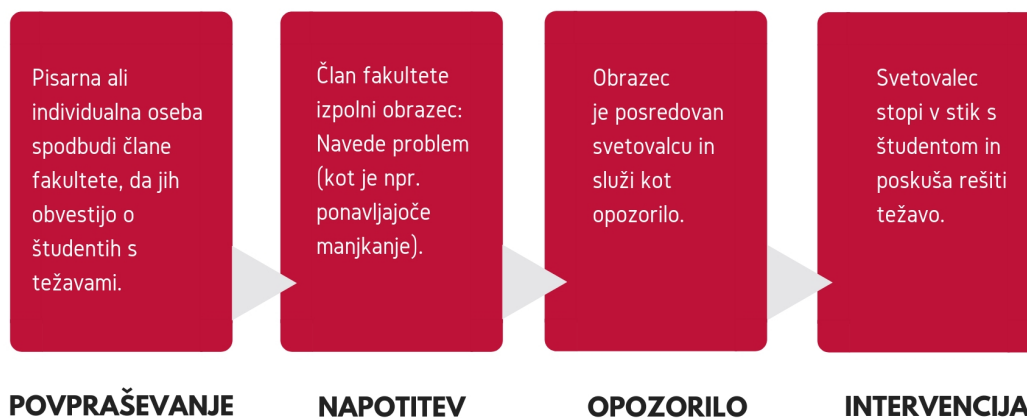 Pisarna ali
individualna oseba
spodbudi člane
fakultete, da jih
obvestijo o
študentih s
težavami.
Član fakultete
izpolni obrazec:
Navede problem
(kot je npr.
ponavljajoče
manjkanje).
Obrazec
je posredovan
svetovalcu in
služi kot
opozorilo.
Svetovalec
stopi v stik s
študentom in
poskuša rešiti
težavo.
POVPRAŠEVANJE
NAPOTITEV
OPOZORILO
INTERVENCIJA